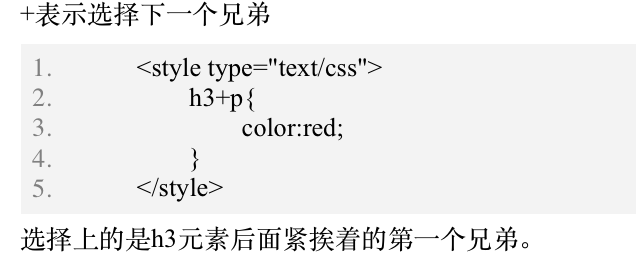 +表示选择下一个兄弟
1. <style type="text/css">
2. h3+p{
3. color:red;
4. }
5. </style>
选择上的是h3元素后面紧挨着的第一个兄弟。